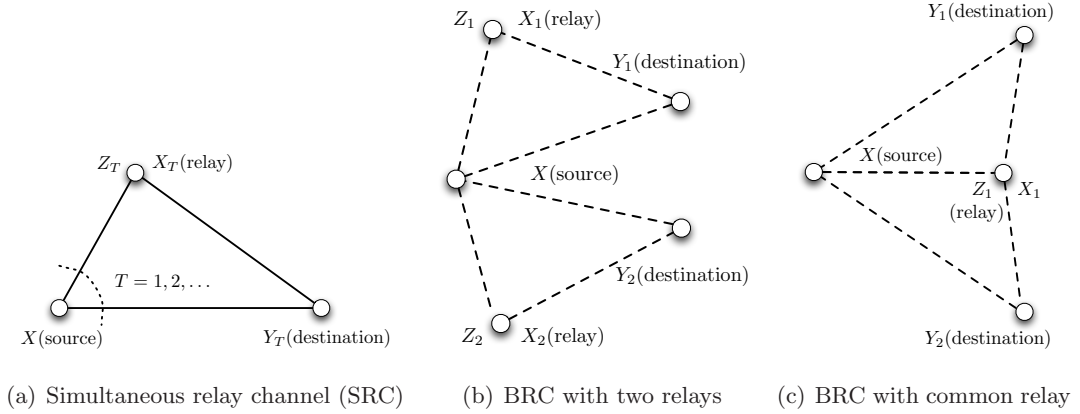 Z_T X_T(relay)
T = 1, 2, . . .
X(source)
Y_T(destination)
(a) Simultaneous relay channel (SRC)
Z_1 X_1(relay)
Y_1(destination)
X(source)
Y_2(destination)
Z_2 X_2(relay)
(b) BRC with two relays
Y_1(destination)
X(source)
Z_1 X_1
(relay)
Y_2(destination)
(c) BRC with common relay